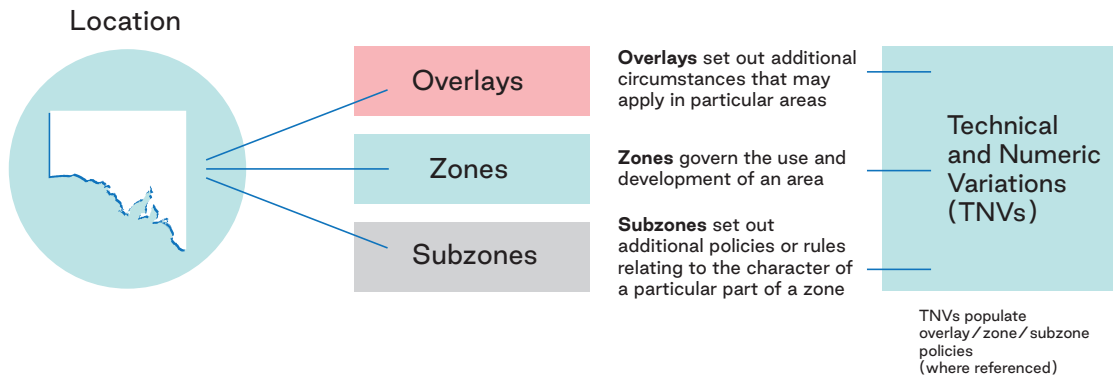 Location
Overlays
Zones
Subzones
Overlays set out additional
circumstances that may
apply in particular areas
Zones govern the use and
development of an area
Subzones set out
additional policies or rules
relating to the character of
a particular part of a zone
Technical
and Numeric
Variations
(TNVs)
TNVs populate
overlay/zone/subzone
policies
(where referenced)